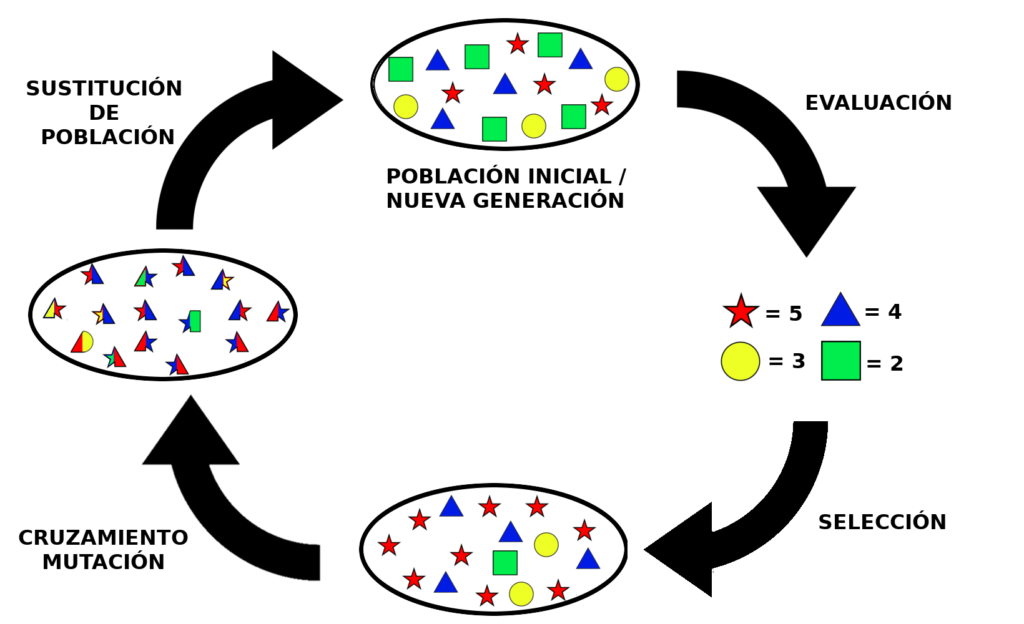 SUSTITUCIÓN
DE
POBLACIÓN
POBLACIÓN INICIAL /
NUEVA GENERACIÓN
EVALUACIÓN
= 5
= 4
= 3
= 2
SELECCIÓN
CRUZAMIENTO
MUTACIÓN